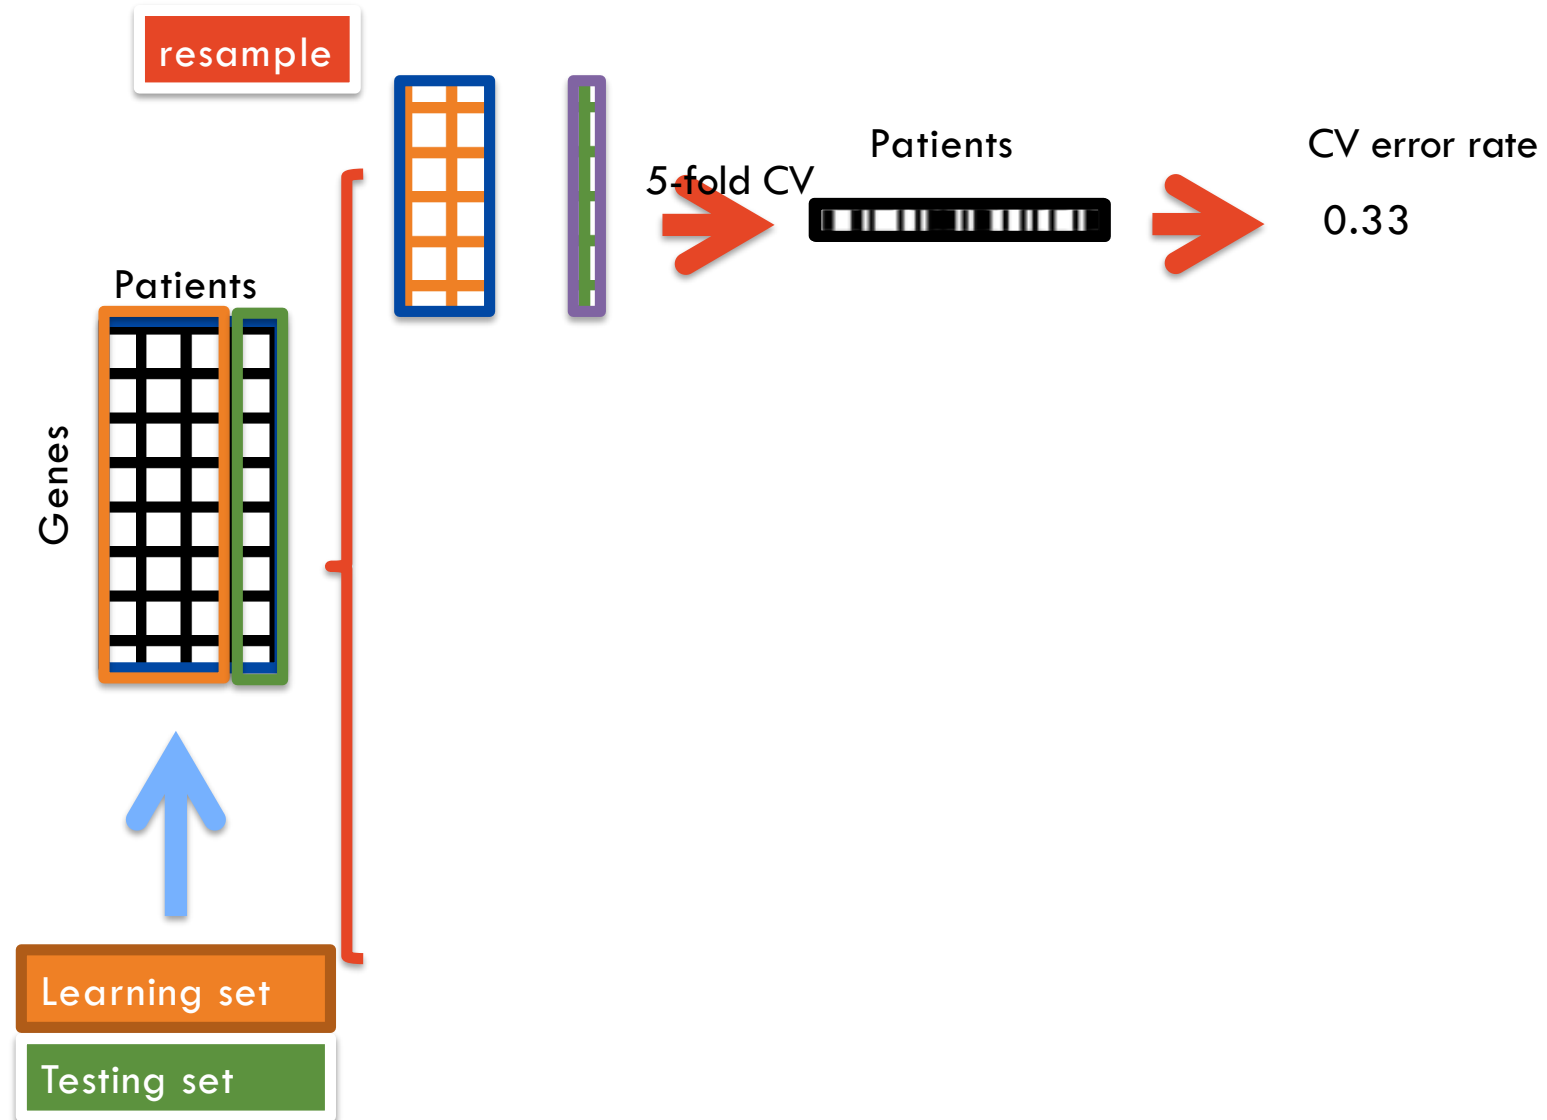 resample
Patients
CV error rate
5-fold CV
0.33
Patients
Genes
Learning set
Testing set